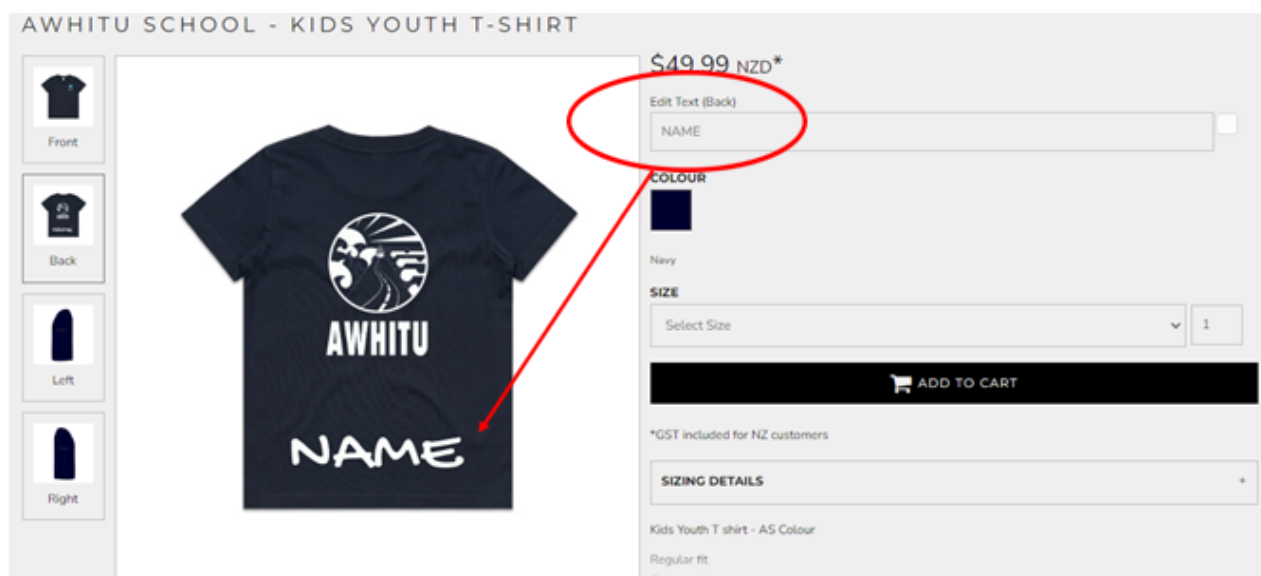 AWHITU SCHOOL - KIDS YOUTH T-SHIRT
Front
Back
Left
Right
AWHITU
NAME
$49.99 NZD*
Edit Text (Back)
NAME
COLOUR
Navy
SIZE
Select Size
1
ADD TO CART
*GST included for NZ customers
SIZING DETAILS +
Kids Youth T shirt - AS Colour
Regular fit